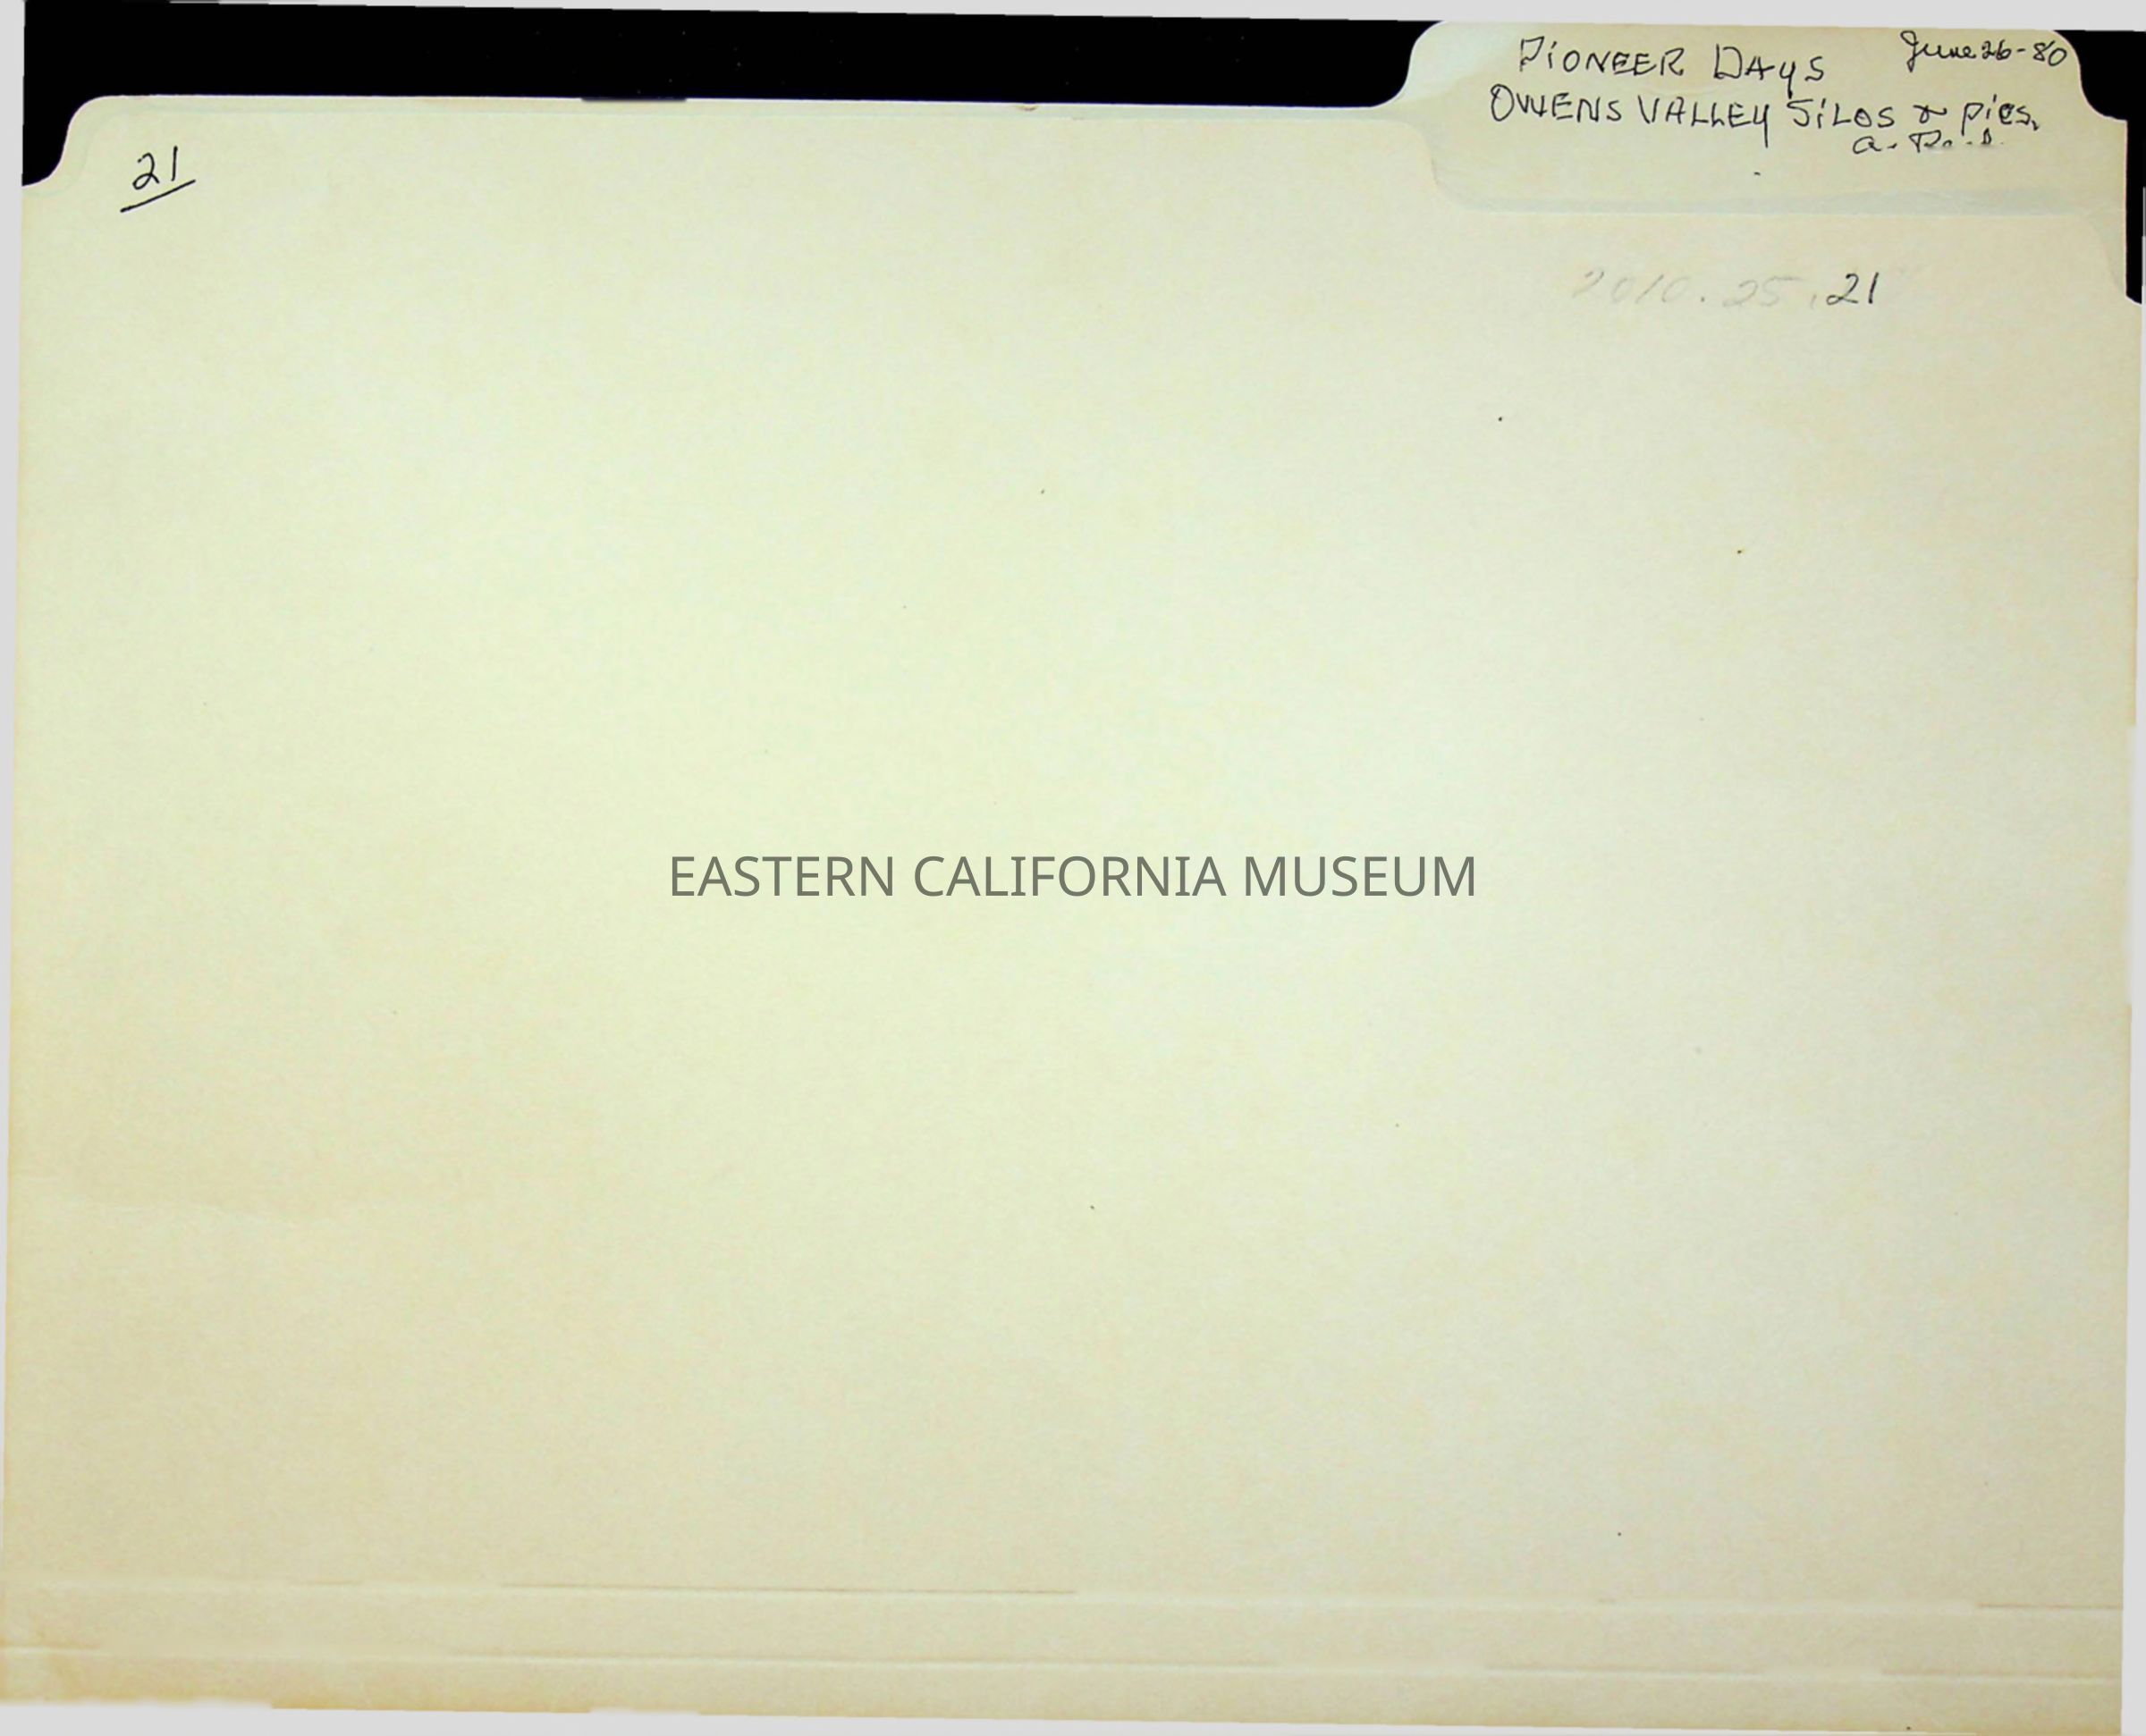 PiONEER DAyS June 26-80
OWENS VALLEY SiLOS & pics.
21
2010.25.21
EASTERN CALIFORNIA MUSEUM